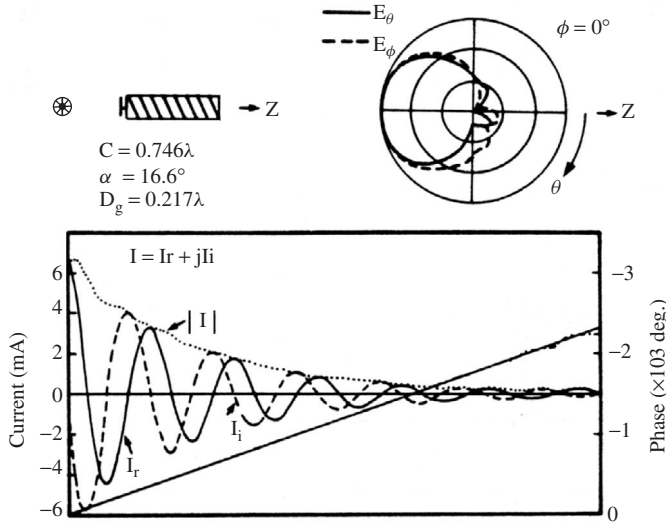 E_θ
E_φ
ϕ = 0°
Z
Z
θ
C = 0.746λ
α = 16.6°
D_g = 0.217λ
I = Ir + jIi
| I |
I_i
I_r
Current (mA)
6
4
2
0
−2
−4
−6
Phase (×103 deg.)
−3
−2
−1
0